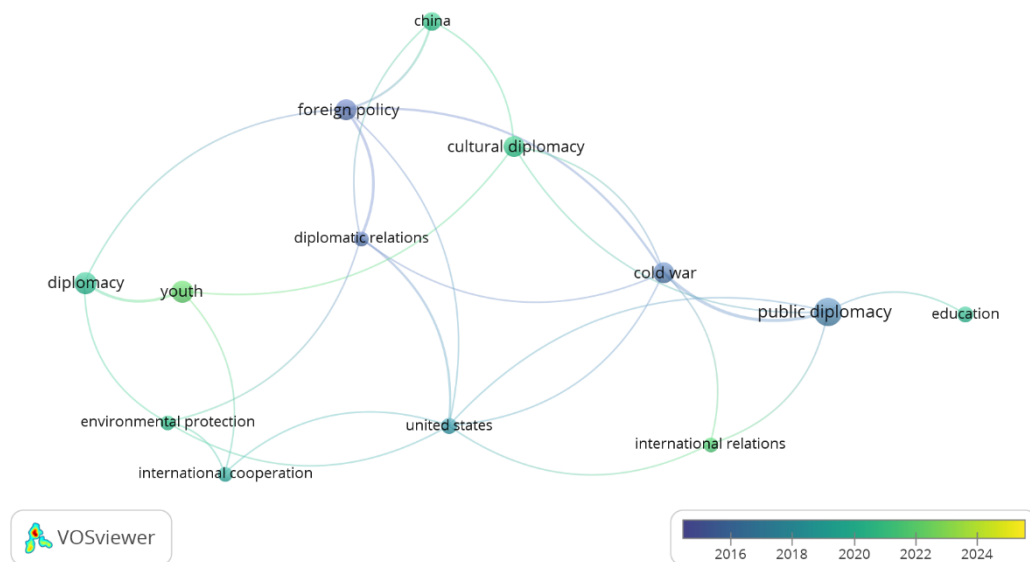 china
foreign policy
cultural diplomacy
diplomatic relations
cold war
diplomacy
youth
public diplomacy
education
environmental protection
united states
international relations
international cooperation
VOSviewer
2016 2018 2020 2022 2024